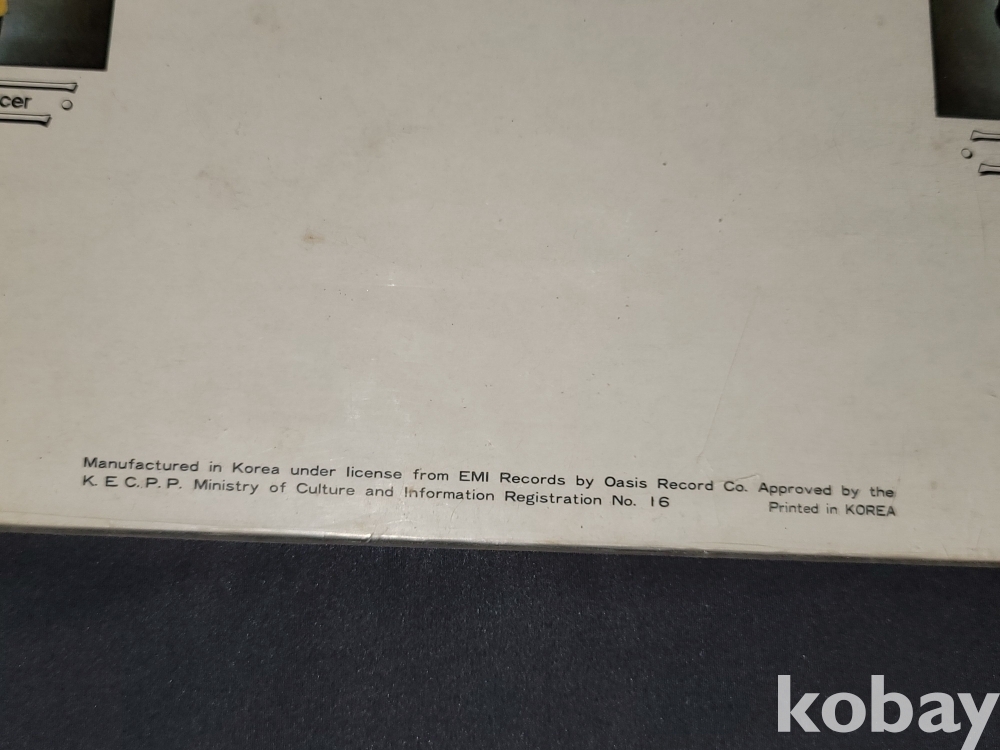 cer
Manufactured in Korea under license from EMI Records by Oasis Record Co. Approved by the
K. E C. P. P. Ministry of Culture and Information Registration No. 16
Printed in KOREA
kobay